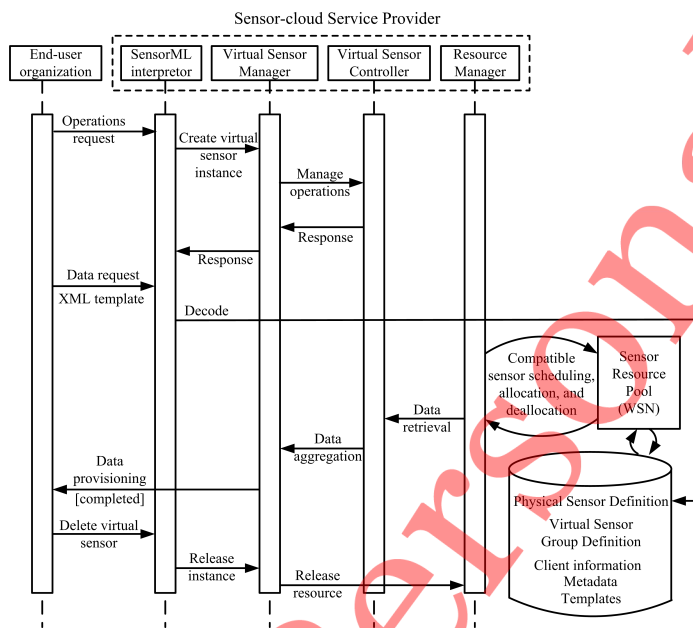 Sensor-cloud Service Provider
End-user
organization
SensorML
interpretor
Virtual Sensor
Manager
Virtual Sensor
Controller
Resource
Manager
Operations
request
Create virtual
sensor
instance
Manage
operations
Response
Response
Data request
XML template
Decode
Compatible
sensor scheduling,
allocation, and
deallocation
Sensor
Resource
Pool
(WSN)
Data
retrieval
Data
aggregation
Data
provisioning
[completed]
Physical Sensor Definition
Virtual Sensor
Group Definition
Client information
Metadata
Templates
Delete virtual
sensor
Release
instance
Release
resource